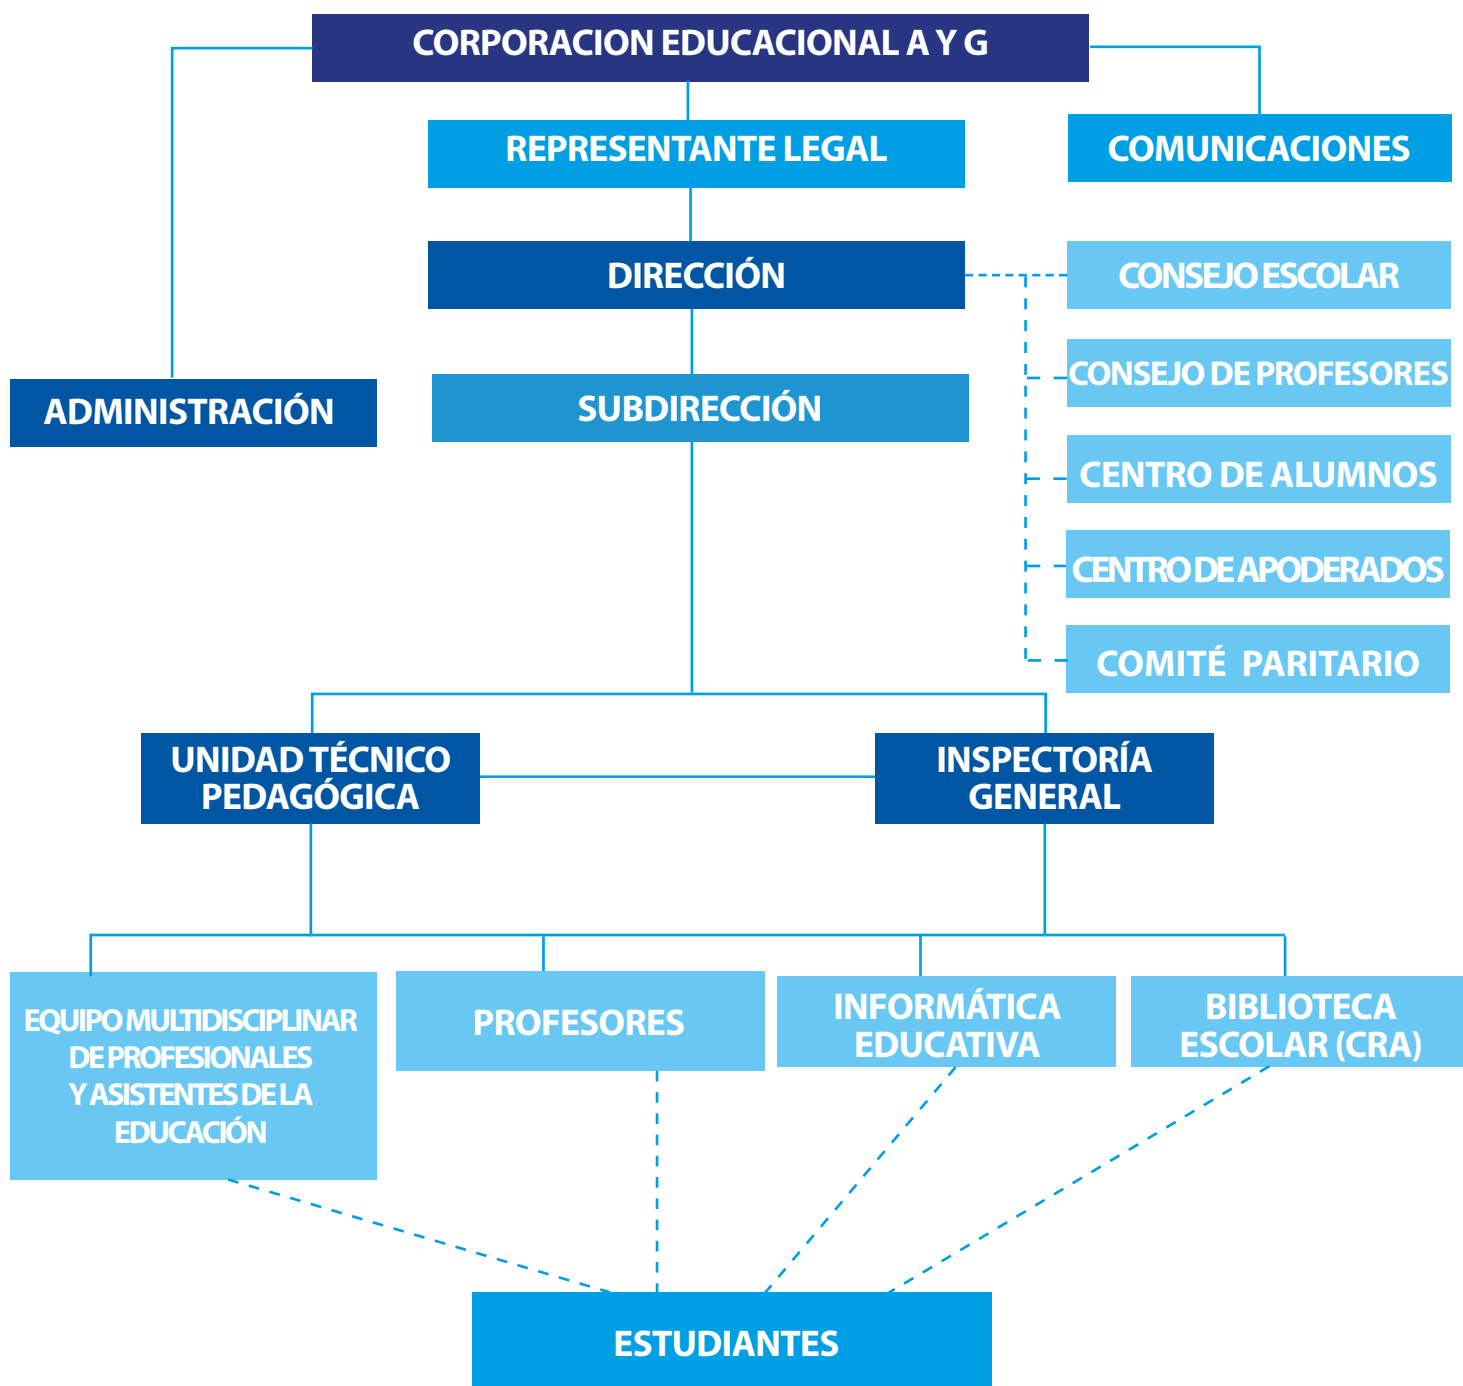 CORPORACION EDUCACIONAL A Y G
REPRESENTANTE LEGAL
COMUNICACIONES
DIRECCIÓN
CONSEJO ESCOLAR
CONSEJO DE PROFESORES
ADMINISTRACIÓN
SUBDIRECCIÓN
CENTRO DE ALUMNOS
CENTRO DE APODERADOS
COMITÉ PARITARIO
UNIDAD TÉCNICO
PEDAGÓGICA
INSPECTORÍA
GENERAL
EQUIPO MULTIDISCIPLINAR
DE PROFESIONALES
Y ASISTENTES DE LA
EDUCACIÓN
PROFESORES
INFORMÁTICA
EDUCATIVA
BIBLIOTECA
ESCOLAR (CRA)
ESTUDIANTES